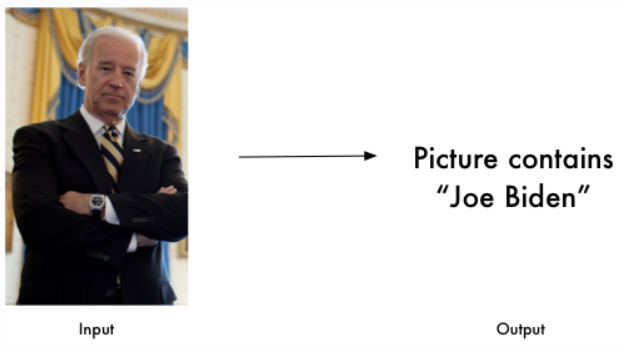 Picture contains
“Joe Biden”
Input
Output